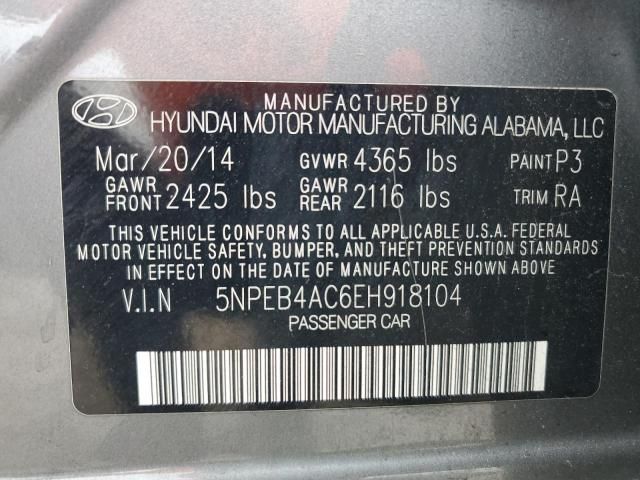 MANUFACTURED BY
HYUNDAI MOTOR MANUFACTURING ALABAMA, LLC
Mar/20/14 GVWR 4365 lbs PAINT P3
GAWR FRONT 2425 lbs GAWR REAR 2116 lbs TRIM RA
THIS VEHICLE CONFORMS TO ALL APPLICABLE U.S.A. FEDERAL
MOTOR VEHICLE SAFETY, BUMPER, AND THEFT PREVENTION STANDARDS
IN EFFECT ON THE DATE OF MANUFACTURE SHOWN ABOVE.
V.I.N 5NPEB4AC6EH918104
PASSENGER CAR